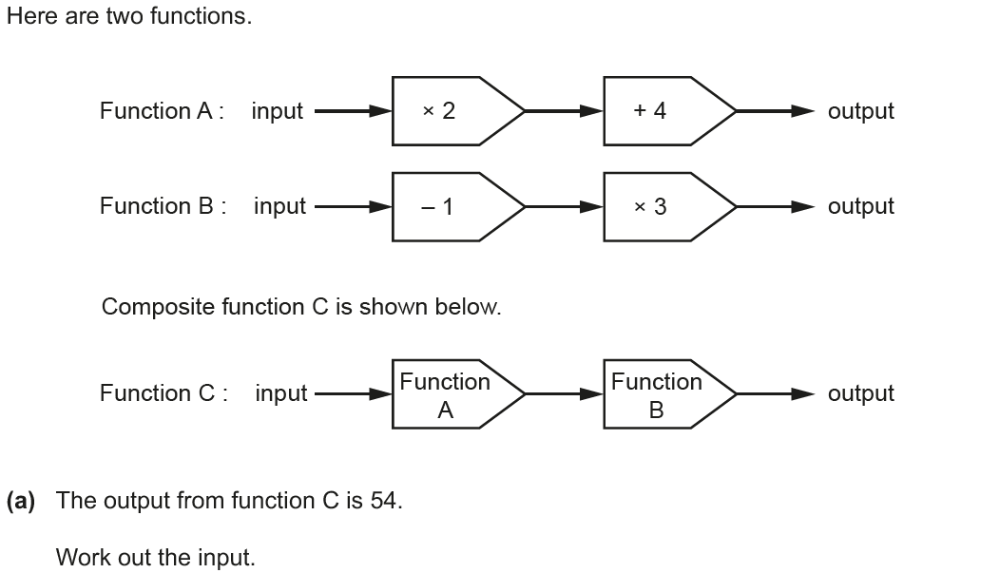 Here are two functions.
Function A : input × 2 + 4 output
Function B : input – 1 × 3 output
Composite function C is shown below.
Function C : input Function A Function B output
(a) The output from function C is 54.
Work out the input.